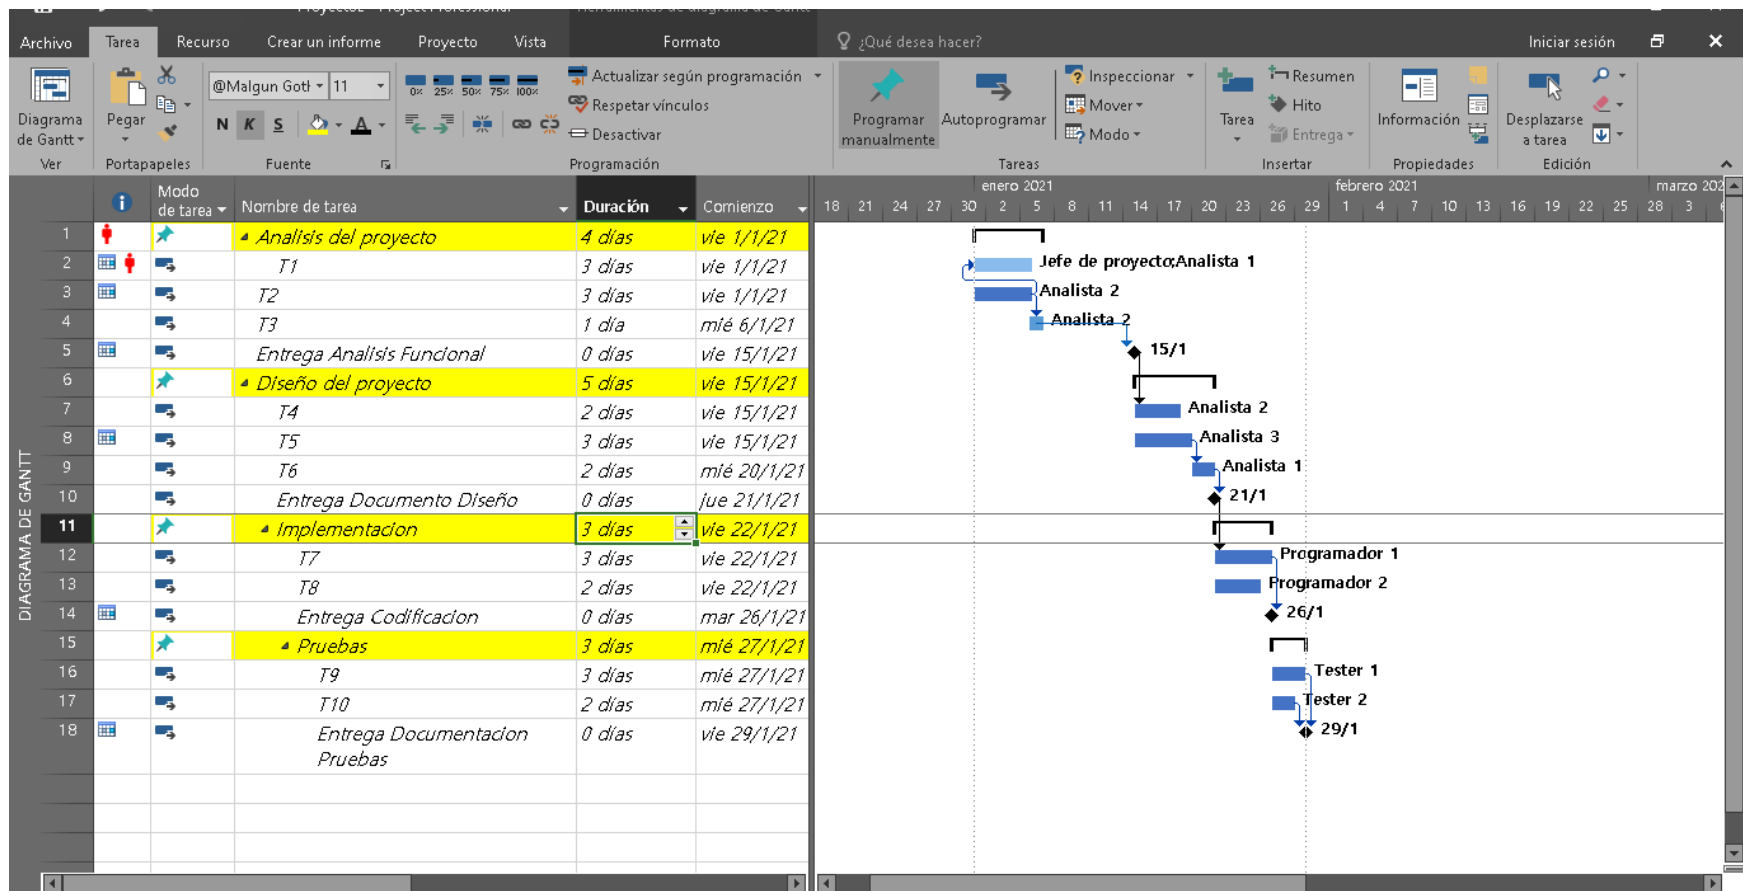 Archivo Tarea Recurso Crear un informe Proyecto Vista Formato ¿Qué desea hacer? Iniciar sesión
Diagrama de Gantt
Ver
Pegar
Portapapeles
@Malgun Gotl 11
N K S A
Fuente
0% 25% 50% 75% 100%
Actualizar según programación
Respetar vínculos
Desactivar
Programación
Programar manualmente
Autoprogramar
Inspeccionar
Mover
Modo
Tareas
Tarea
Resumen
Hito
Entrega
Insertar
Información
Propiedades
Desplazarse a tarea
Edición
Modo de tarea Nombre de tarea Duración Comienzo
enero 2021 febrero 2021 marzo 202
18 21 24 27 30 2 5 8 11 14 17 20 23 26 29 1 4 7 10 13 16 19 22 25 28 3
DIAGRAMA DE GANTT
1 Analisis del proyecto 4 días vie 1/1/21
2 T1 3 días vie 1/1/21 Jefe de proyecto;Analista 1
3 T2 3 días vie 1/1/21 Analista 2
4 T3 1 día mié 6/1/21 Analista 2
5 Entrega Analisis Funcional 0 días vie 15/1/21 15/1
6 Diseño del proyecto 5 días vie 15/1/21
7 T4 2 días vie 15/1/21 Analista 2
8 T5 3 días vie 15/1/21 Analista 3
9 T6 2 días mié 20/1/21 Analista 1
10 Entrega Documento Diseño 0 días jue 21/1/21 21/1
11 Implementacion 3 días vie 22/1/21
12 T7 3 días vie 22/1/21 Programador 1
13 T8 2 días vie 22/1/21 Programador 2
14 Entrega Codificacion 0 días mar 26/1/21 26/1
15 Pruebas 3 días mié 27/1/21
16 T9 3 días mié 27/1/21 Tester 1
17 T10 2 días mié 27/1/21 Tester 2
18 Entrega Documentacion 0 días vie 29/1/21 29/1
Pruebas